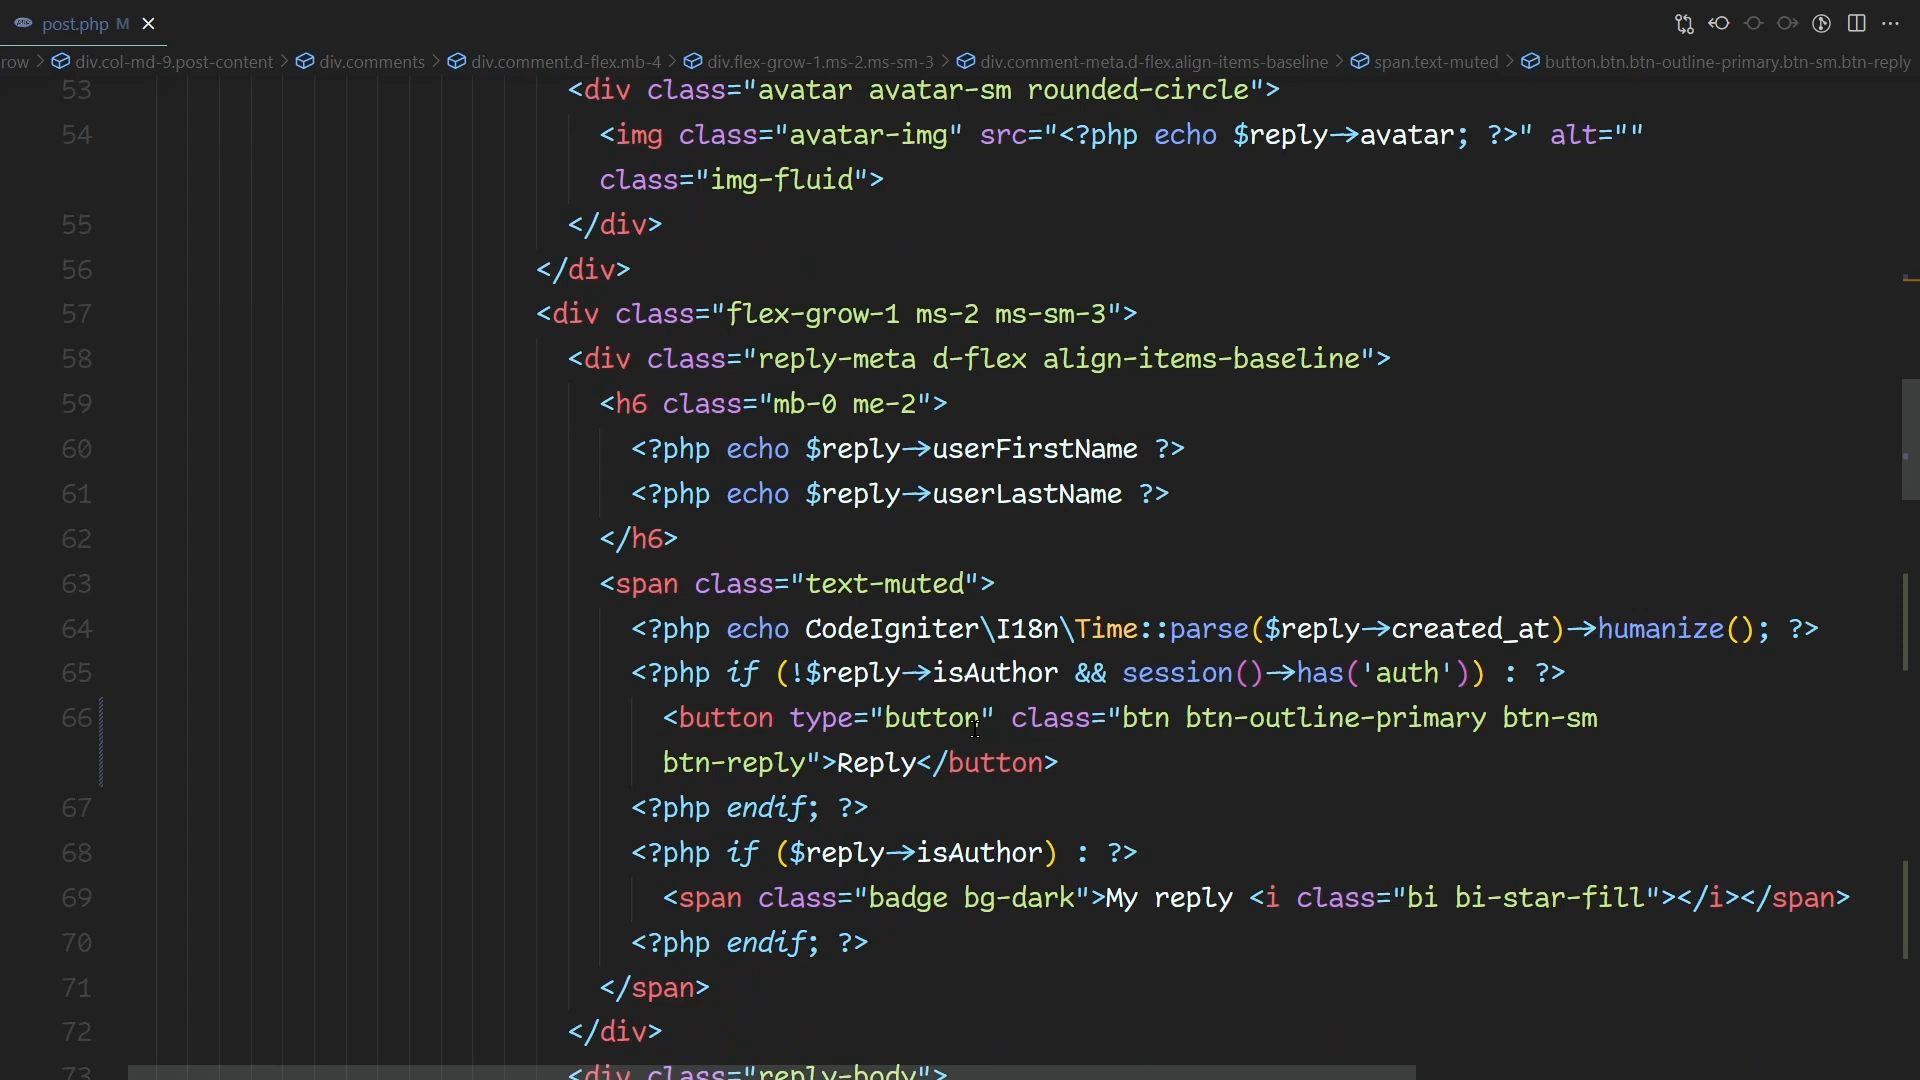 post.php M
row > div.col-md-9.post-content > div.comments > div.comment.d-flex.mb-4 > div.flex-grow-1.ms-2.ms-sm-3 > div.comment-meta.d-flex.align-items-baseline > span.text-muted > button.btn.btn-outline-primary.btn-sm.btn-reply
53 <div class="avatar avatar-sm rounded-circle">
54 <img class="avatar-img" src="<?php echo $reply->avatar; ?>" alt=""
class="img-fluid">
55 </div>
56 </div>
57 <div class="flex-grow-1 ms-2 ms-sm-3">
58 <div class="reply-meta d-flex align-items-baseline">
59 <h6 class="mb-0 me-2">
60 <?php echo $reply->userFirstName ?>
61 <?php echo $reply->userLastName ?>
62 </h6>
63 <span class="text-muted">
64 <?php echo CodeIgniter\I18n\Time::parse($reply->created_at)->humanize(); ?>
65 <?php if (!$reply->isAuthor && session()->has('auth')) : ?>
66 <button type="button" class="btn btn-outline-primary btn-sm
btn-reply">Reply</button>
67 <?php endif; ?>
68 <?php if ($reply->isAuthor) : ?>
69 <span class="badge bg-dark">My reply <i class="bi bi-star-fill"></i></span>
70 <?php endif; ?>
71 </span>
72 </div>
73 <div class="reply-body">